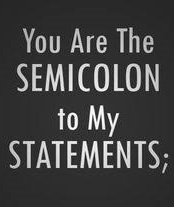 You Are The
SEMICOLON
to My
STATEMENTS;